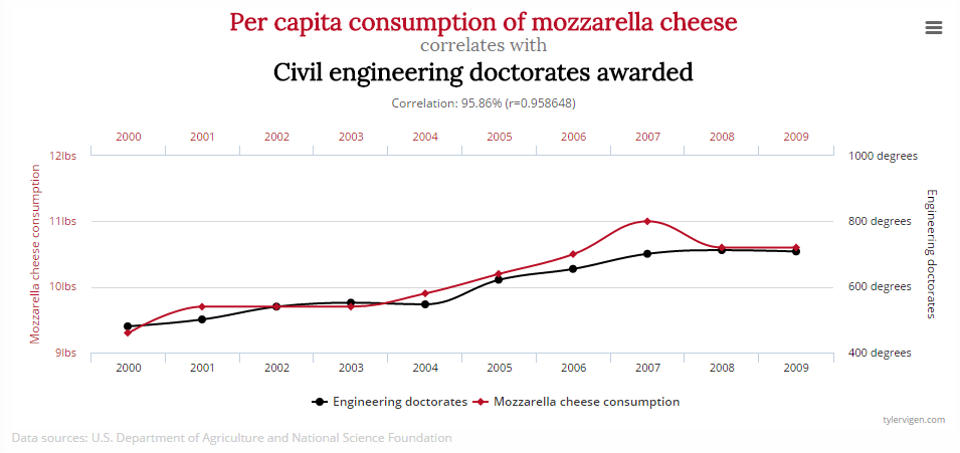 Per capita consumption of mozzarella cheese
correlates with
Civil engineering doctorates awarded
Correlation: 95.86% (r=0.958648)
2000 2001 2002 2003 2004 2005 2006 2007 2008 2009
12lbs 1000 degrees
11lbs 800 degrees
10lbs 600 degrees
9lbs 400 degrees
Mozzarella cheese consumption
Engineering doctorates
2000 2001 2002 2003 2004 2005 2006 2007 2008 2009
Engineering doctorates Mozzarella cheese consumption
tylervigen.com
Data sources: U.S. Department of Agriculture and National Science Foundation